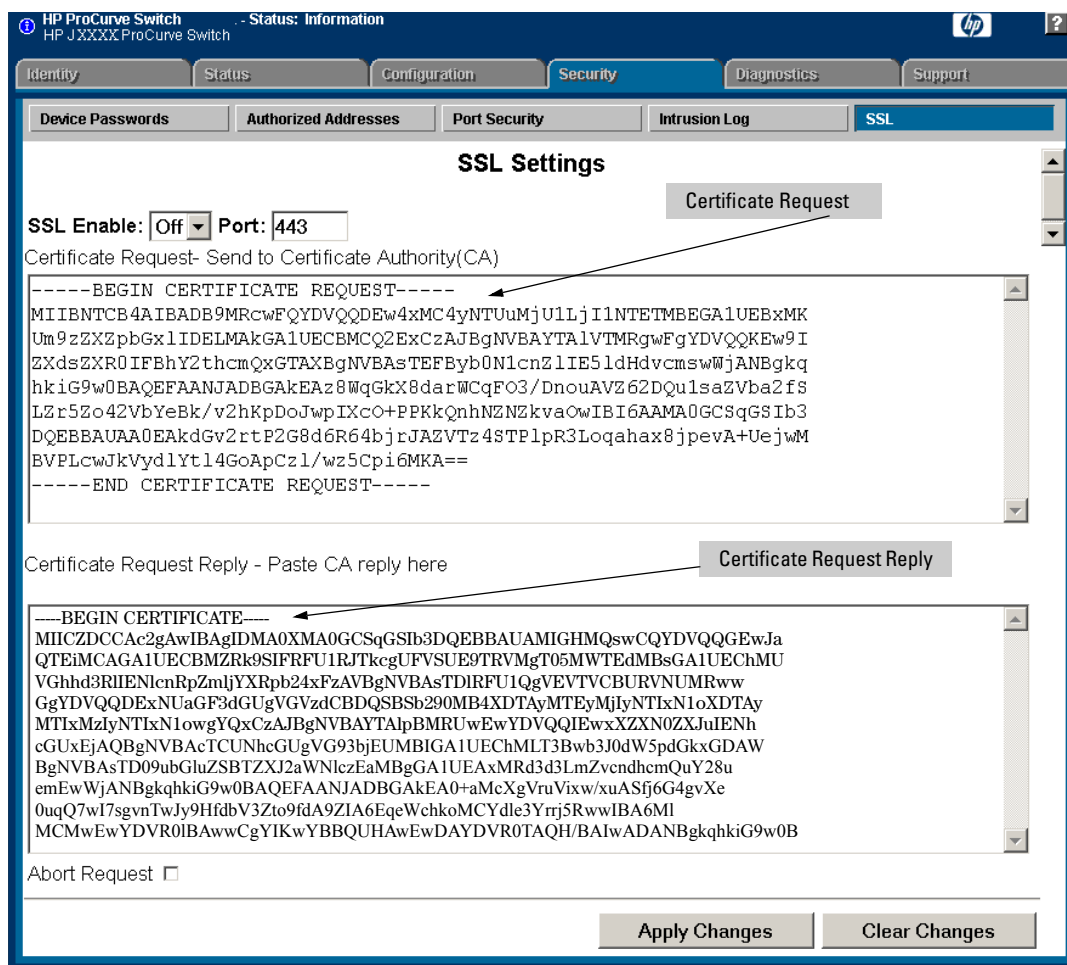 HP ProCurve Switch . - Status: Information
HP JXXXX ProCurve Switch
hp
?
Identity
Status
Configuration
Security
Diagnostics
Support
Device Passwords
Authorized Addresses
Port Security
Intrusion Log
SSL
SSL Settings
Certificate Request
SSL Enable: Off Port: 443
Certificate Request- Send to Certificate Authority(CA)
-----BEGIN CERTIFICATE REQUEST-----
MIIBNTCB4AIBADB9MRcwFQYDVQQDEw4xMC4yNTUuMjU1LjI1NTETMBEGA1UEBxMK
Um9zZXZpbGxlIDELMAkGA1UECBMCQ2ExCzAJBgNVBAYTAlVTMRgwFgYDVQQKEw9I
ZXdsZXR0IFBhY2thcmQxGTAXBgNVBAsTEFByb0N1cnZlIE5ldHdvcmswWjANBgkq
hkiG9w0BAQEFAANJADBGAkEAz8WqGkX8darWCqFO3/DnouAVZ62DQu1saZVba2fS
LZr5Zo42VbYeBk/v2hKpDoJwpIXcO+PPKkQnhNZNZkvaOwIBI6AAMA0GCSqGSIb3
DQEBBAUAA0EAkdGv2rtP2G8d6R64bjrJAZVTz4STPlpR3Loqahax8jpevA+UejwM
BVPLcwJkVydlYtl4GoApCzl/wz5Cpi6MKA==
-----END CERTIFICATE REQUEST-----
Certificate Request Reply
Certificate Request Reply - Paste CA reply here
-----BEGIN CERTIFICATE-----
MIICZDCCAc2gAwIBAgIDMA0XMA0GCSqGSIb3DQEBBAUAMIGHMQswCQYDVQQGEwJa
QTEiMCAGA1UECBMZRk9SIFRFU1RJTkcgUFVSUE9TRVMgT05MWTEdMBsGA1UEChMU
VGhhd3RlIENlcnRpZmljYXRpb24xFzAVBgNVBAsTDlRFU1QgVEVTVCBURVNUMRww
GgYDVQQDExNUaGF3dGUgVGVzdCBDQSBSb290MB4XDTAyMTEyMjIyNTIxN1oXDTAy
MTIxMzIyNTIxN1owgYQxCzAJBgNVBAYTAlpBMRUwEwYDVQQIEwxXZXN0ZXJuIENh
cGUxEjAQBgNVBAcTCUNhcGUgVG93bjEUMBIGA1UEChMLT3Bwb3J0dW5pdGkxGDAW
BgNVBAsTD09ubGluZSBTZXJ2aWNlczEaMBgGA1UEAxMRd3d3LmZvcndhcmQuY28u
emEwWjANBgkqhkiG9w0BAQEFAANJADBGAkEA0+aMcXgVruVixw/xuASfj6G4gvXe
0uqQ7wI7sgvnTwJy9HfdbV3Zto9fdA9ZIA6EqeWchkoMCYdle3Yrrj5RwwIBA6Ml
MCMwEwYDVR0lBAwwCgYIKwYBBQUHAwEwDAYDVR0TAQH/BAIwADANBgkqhkiG9w0B
Abort Request
Apply Changes
Clear Changes